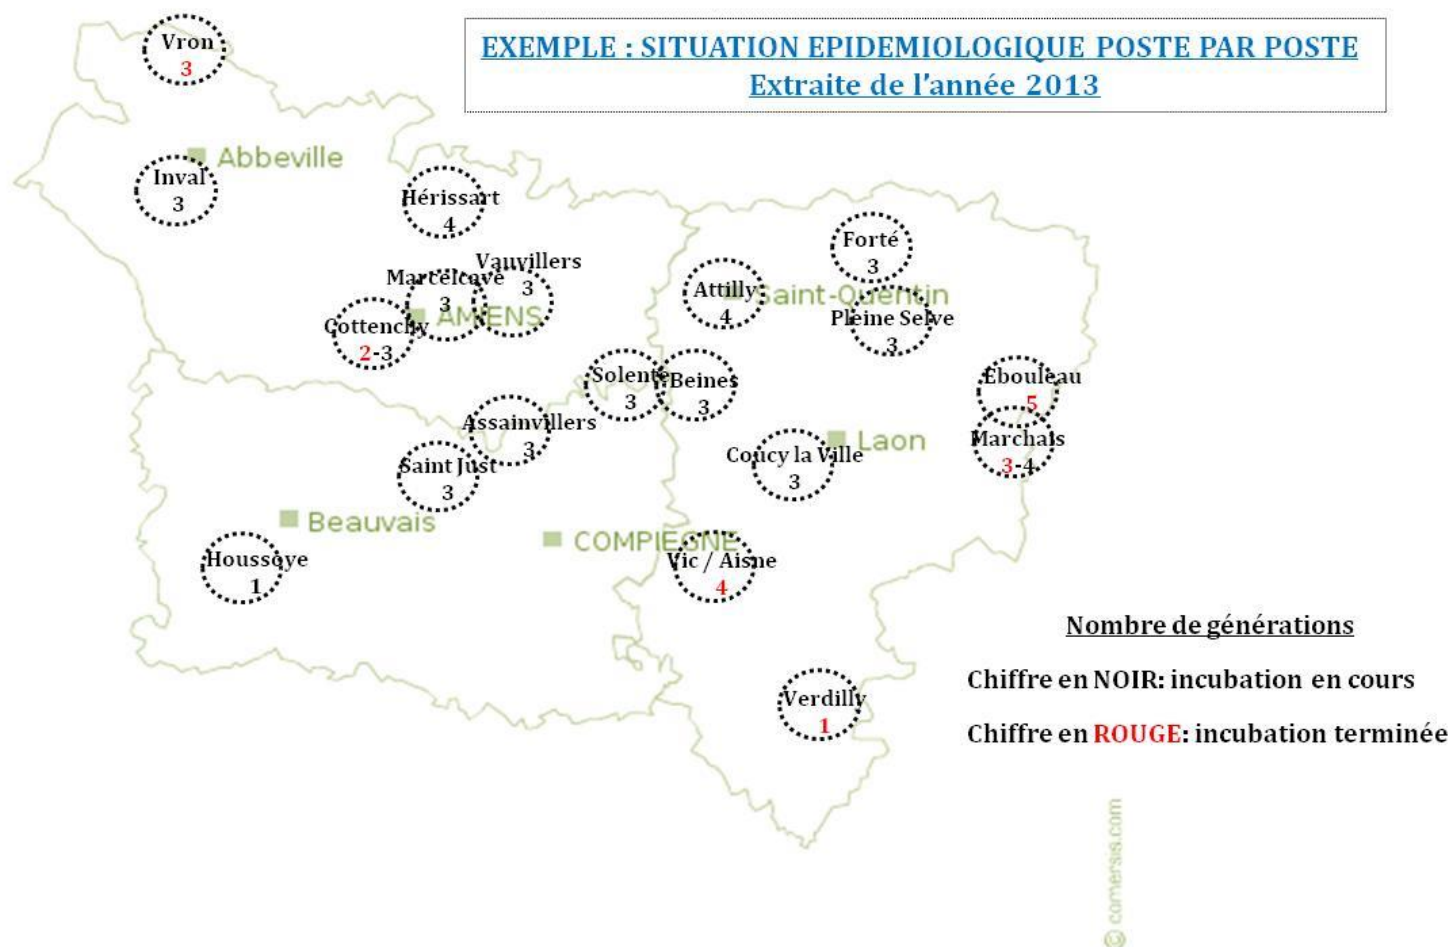 EXEMPLE : SITUATION EPIDEMIOLOGIQUE POSTE PAR POSTE
Extraite de l'année 2013
Vron
3
Abbeville
Inval
3
Hérissart
4
Forté
3
Vauvillers
3
Marcelcave
3
AMIENS
Cottenchy
2-3
Attilly
4
Saint-Quentin
Pleine Selve
3
Solente
3
Beines
3
Ebouleau
5
Assainvillers
3
Marchais
3-4
Laon
Coucy la Ville
3
Saint Just
3
Beauvais
COMPIEGNE
Houssoye
1
Vic / Aisne
4
Verdilly
1
Nombre de générations
Chiffre en NOIR: incubation en cours
Chiffre en ROUGE: incubation terminée
© comersis.com